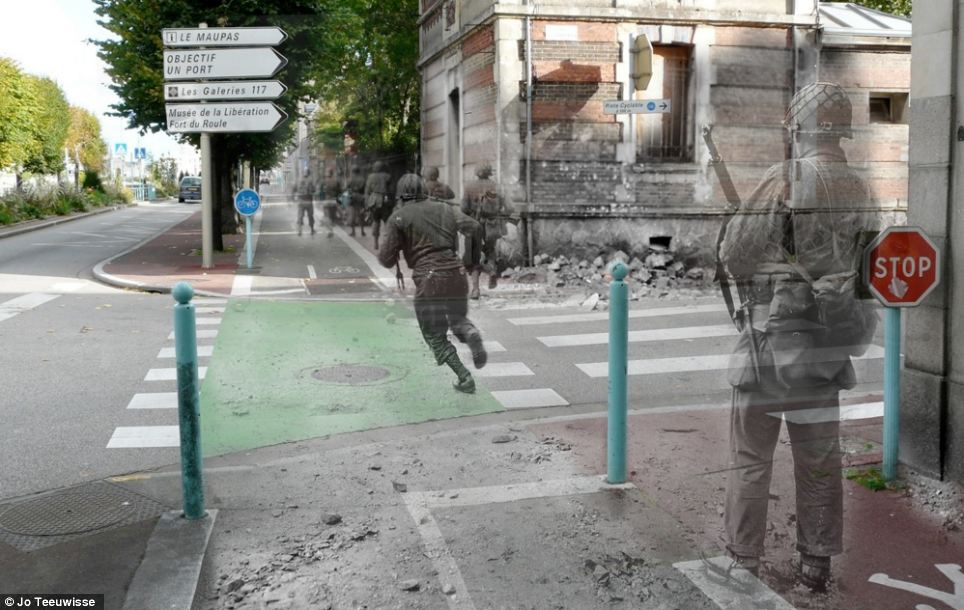 LE MAUPAS
OBJECTIF
UN PORT
Les Galeries 117
Musée de la Libération
Fort du Roule
Piste Cyclable
STOP
© Jo Teeuwisse